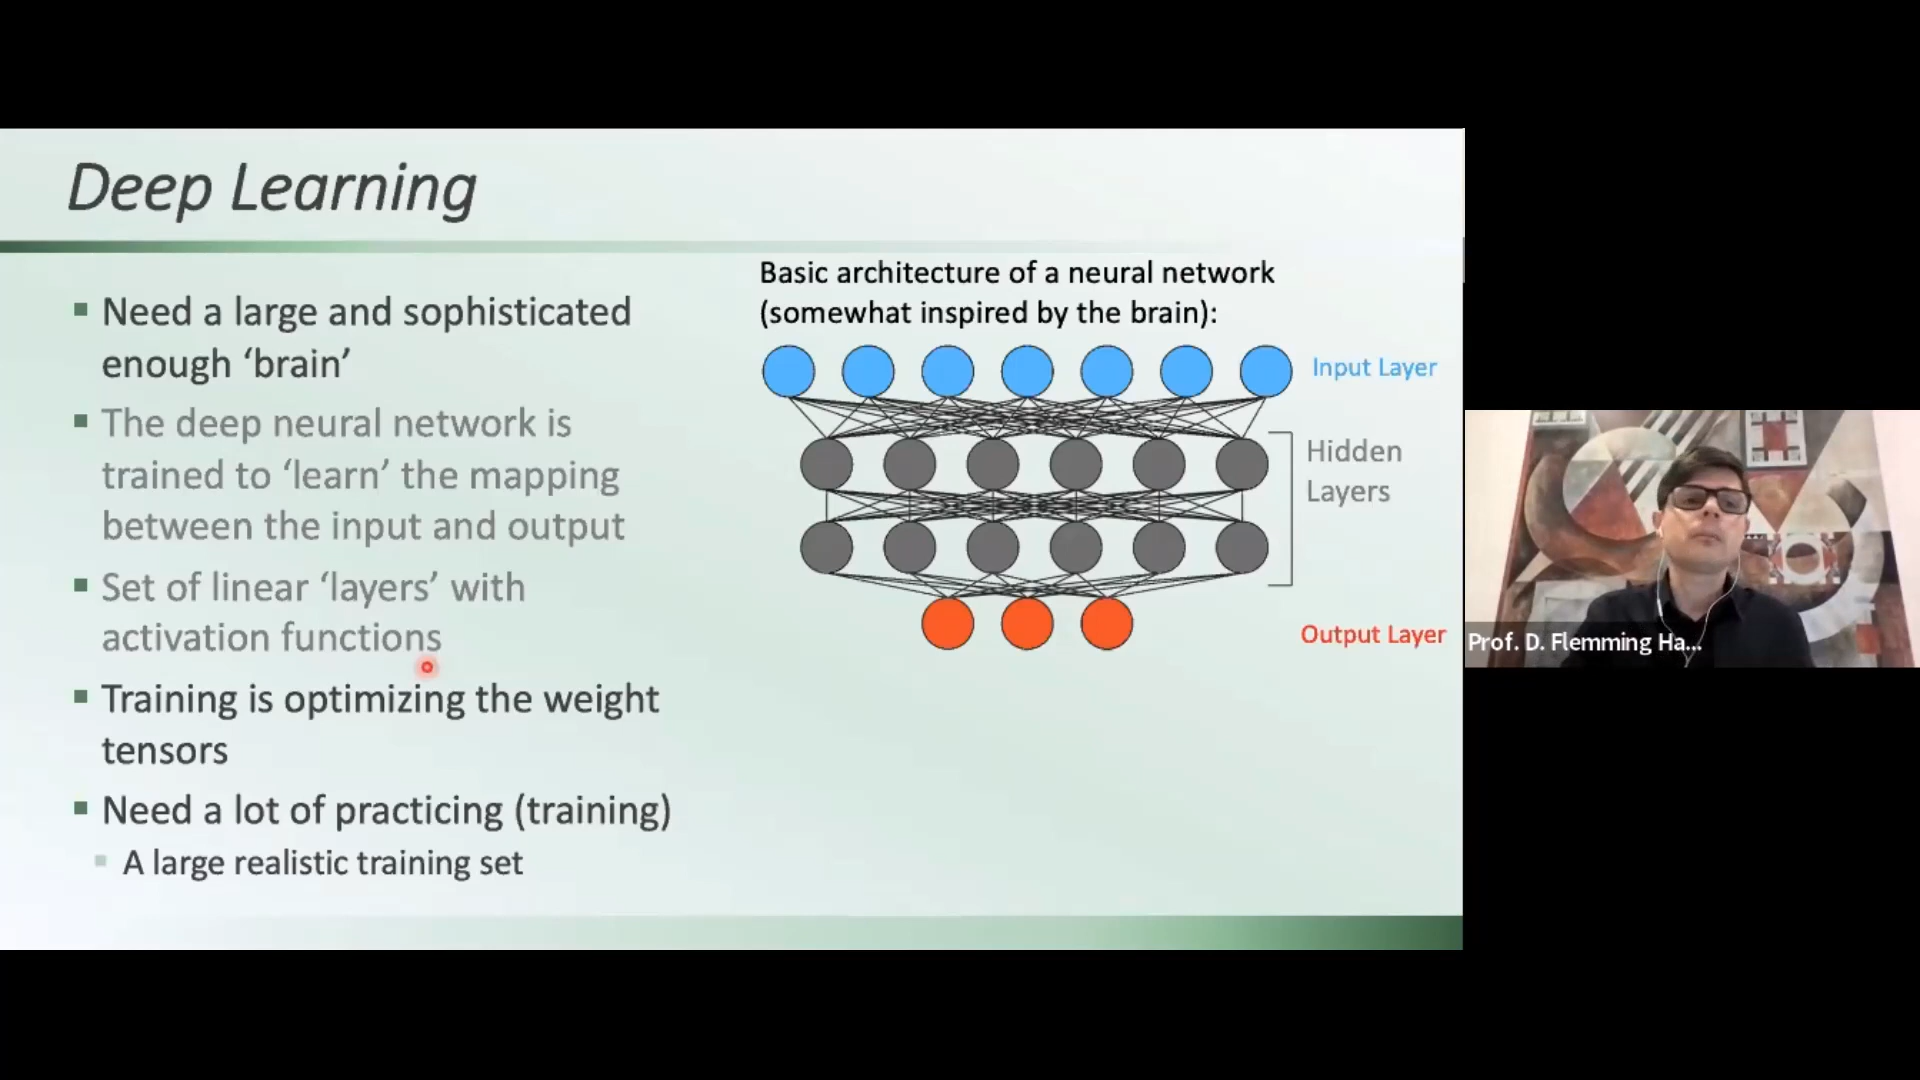 Deep Learning
Need a large and sophisticated
enough ‘brain’
The deep neural network is
trained to ‘learn’ the mapping
between the input and output
Set of linear ‘layers’ with
activation functions
Training is optimizing the weight
tensors
Need a lot of practicing (training)
A large realistic training set
Basic architecture of a neural network
(somewhat inspired by the brain):
Input Layer
Hidden
Layers
Output Layer
Prof. D. Flemming Ha...